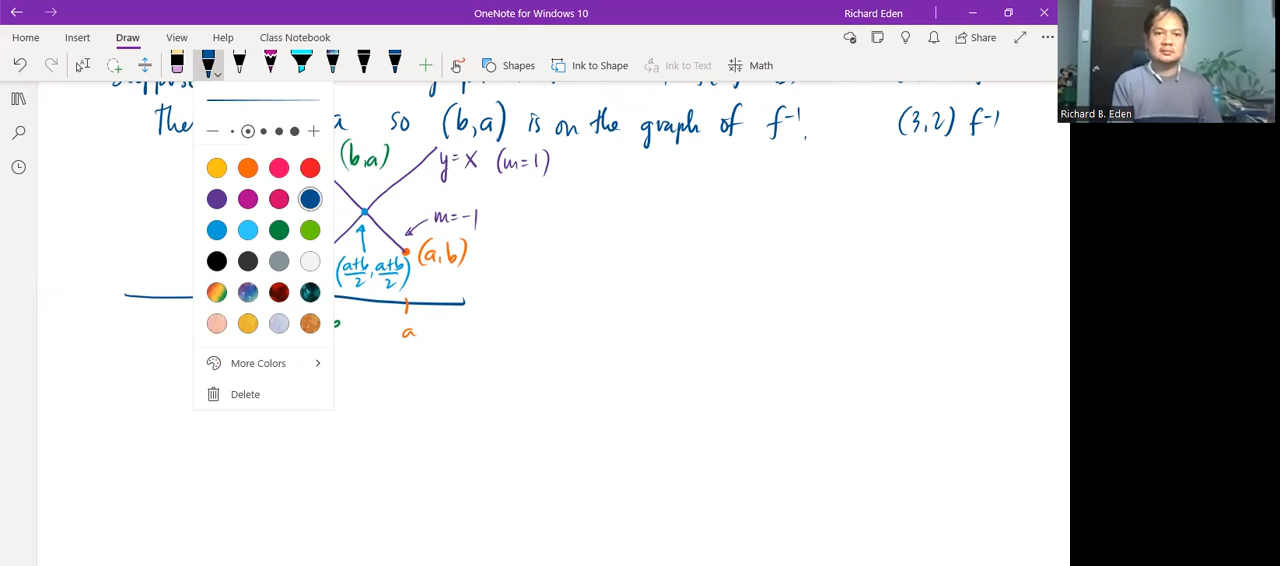 OneNote for Windows 10
Richard Eden
Home Insert Draw View Help Class Notebook
Share
Shapes Ink to Shape Ink to Text Math
Richard B. Eden
The a so (b,a) is on the graph of f⁻¹. (3,2) f⁻¹
(b,a) y=x (m=1)
m=-1
(a,b)
(a+b/2, a+b/2)
a
More Colors
Delete